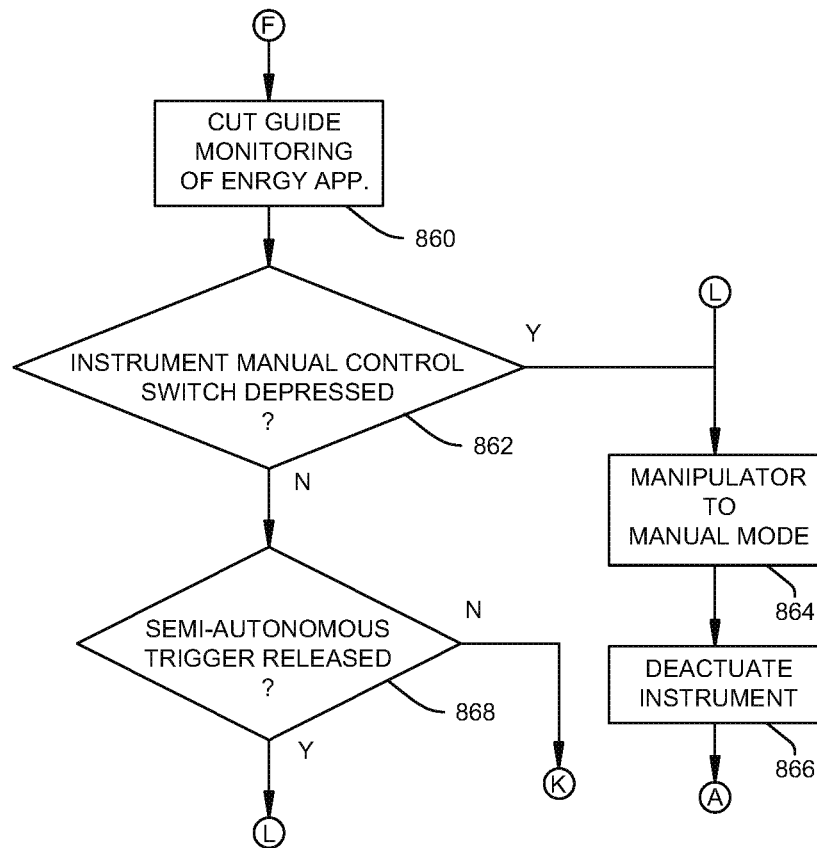 F
CUT GUIDE
MONITORING
OF ENRGY APP.
860
L
Y
INSTRUMENT MANUAL CONTROL
SWITCH DEPRESSED
?
862
N
MANIPULATOR
TO
MANUAL MODE
864
N
SEMI-AUTONOMOUS
TRIGGER RELEASED
?
868
Y
DEACTUATE
INSTRUMENT
866
K
A
L